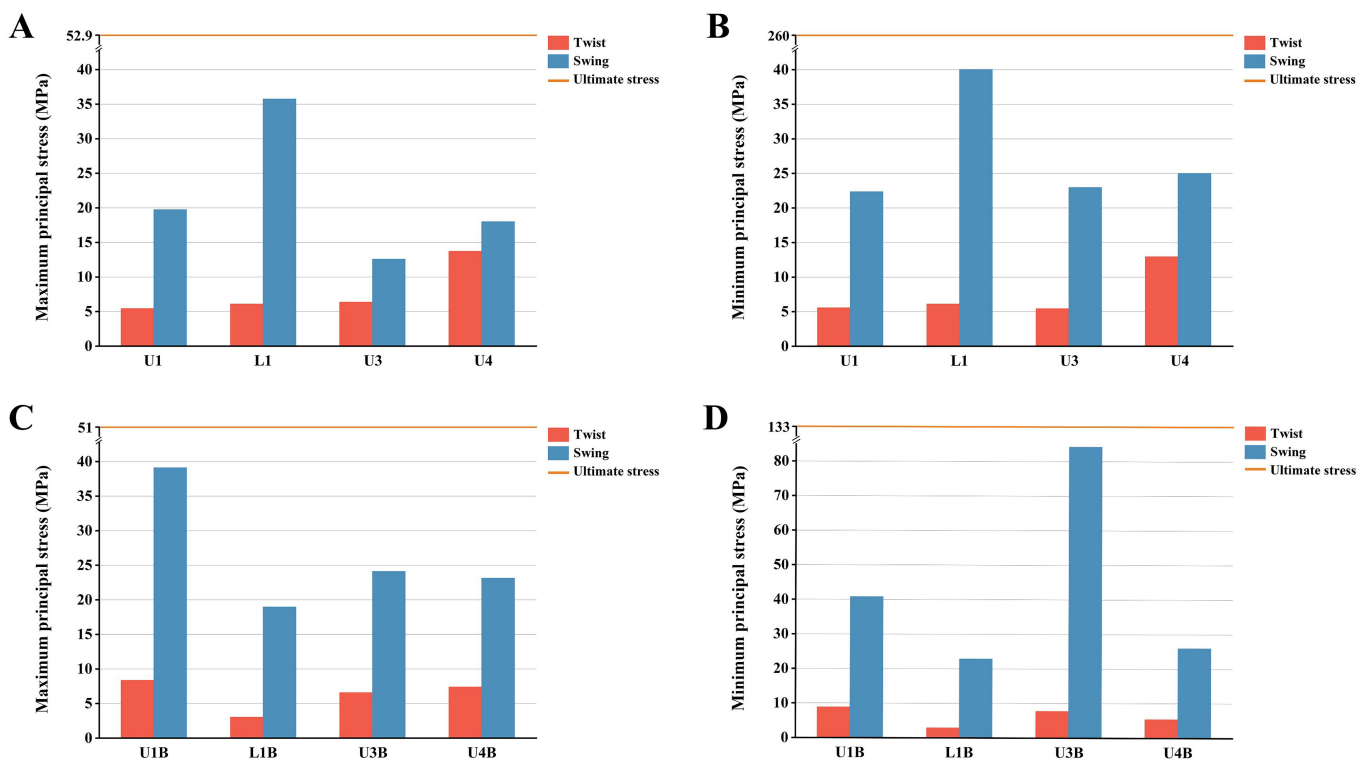 A
Maximum principal stress (MPa)
52.9
40
35
30
25
20
15
10
5
0
U1 L1 U3 U4
Twist
Swing
Ultimate stress
B
Minimum principal stress (MPa)
260
40
35
30
25
20
15
10
5
0
U1 L1 U3 U4
Twist
Swing
Ultimate stress
C
Maximum principal stress (MPa)
51
40
35
30
25
20
15
10
5
0
U1B L1B U3B U4B
Twist
Swing
Ultimate stress
D
Minimum principal stress (MPa)
133
80
70
60
50
40
30
20
10
0
U1B L1B U3B U4B
Twist
Swing
Ultimate stress